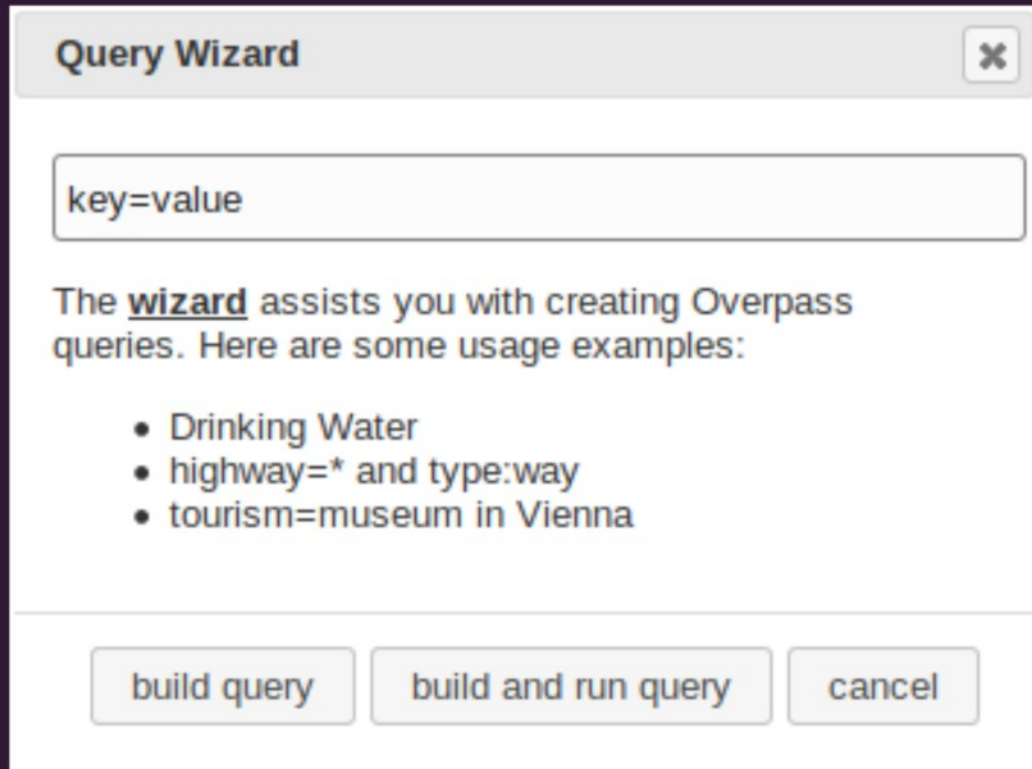 Query Wizard
key=value
The wizard assists you with creating Overpass
queries. Here are some usage examples:
• Drinking Water
• highway=* and type:way
• tourism=museum in Vienna
build query build and run query cancel